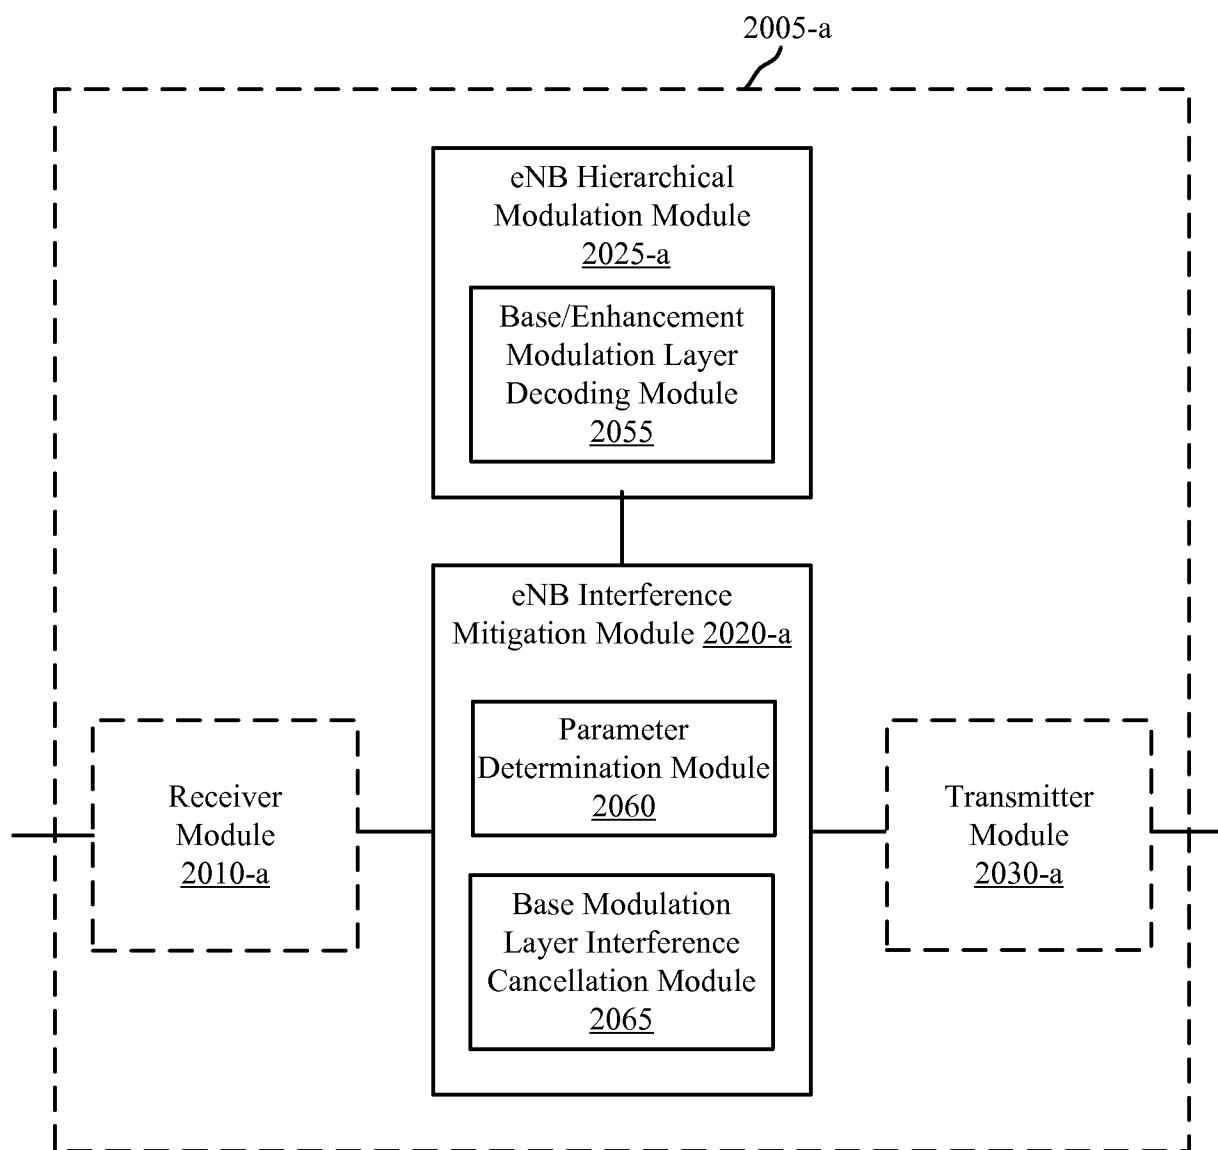 2005-a
eNB Hierarchical
Modulation Module
2025-a
Base/Enhancement
Modulation Layer
Decoding Module
2055
eNB Interference
Mitigation Module 2020-a
Parameter
Determination Module
2060
Base Modulation
Layer Interference
Cancellation Module
2065
Receiver
Module
2010-a
Transmitter
Module
2030-a